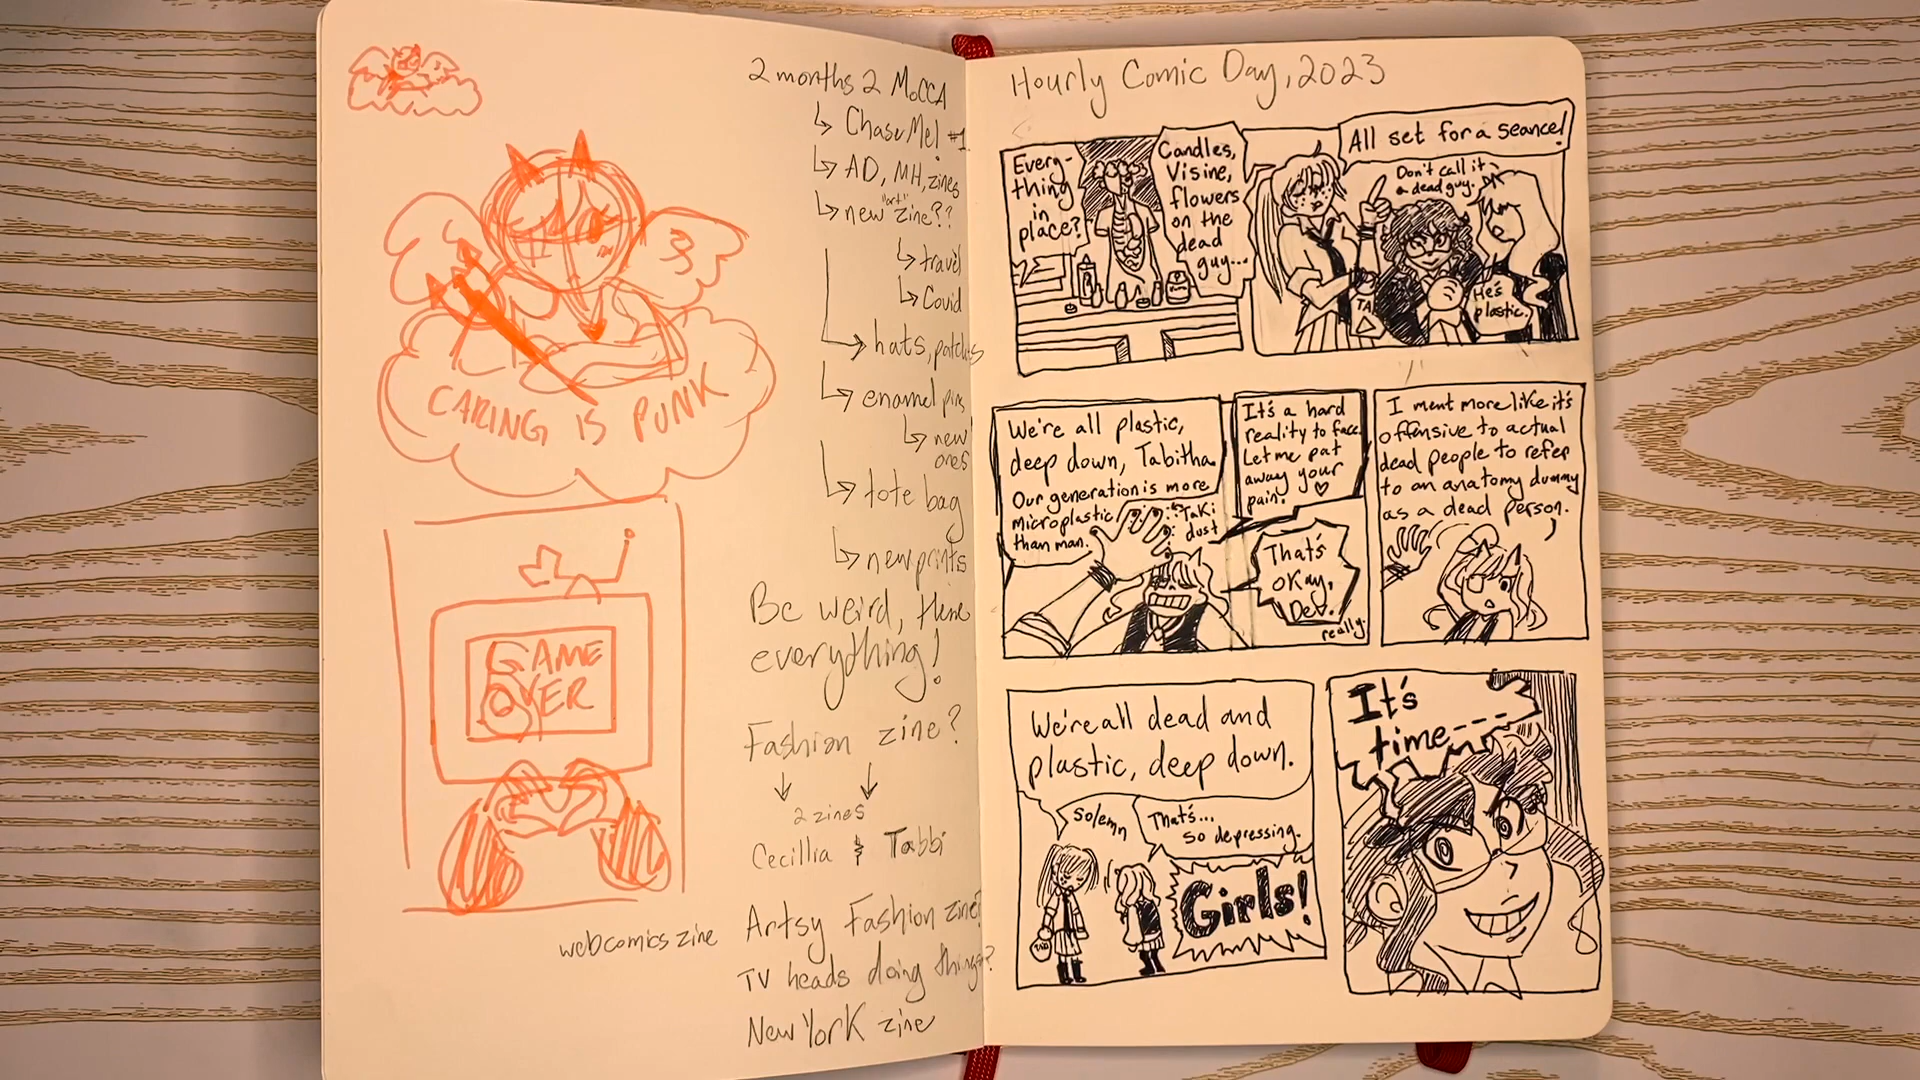 CARING IS PUNK
GAME
OVER
webcomics zine
2 months 2 MoCCA
↳ Chase Me! #1
↳ AD, MH, zines
↳ new "art" zine??
↳ travel
↳ Covid
hats, patches
↳ enamel pins
↳ new
ones
↳ tote bag
↳ new prints
Be weird, theme
everything!
Fashion zine?
2 zines
Cecillia & Tabbi
Artsy Fashion zine?
TV heads doing things?
New York zine
Hourly Comic Day, 2023
Every-
thing
in
place?
Candles,
Visine,
flowers
on the
dead
guy...
All set for a seance!
Don't call it
a dead guy.
He's
plastic.
TA
We're all plastic,
deep down, Tabitha.
Our generation is more
microplastic
than man.
Taki
dust
It's a hard
reality to face.
Let me pat
away your
pain. ♡
That's
okay,
Dev.
really.
I ment more like it's
offensive to actual
dead people to refer
to an anatomy dummy
as a dead person.
We're all dead and
plastic, deep down.
solemn
That's...
so depressing.
Girls!
It's
time----